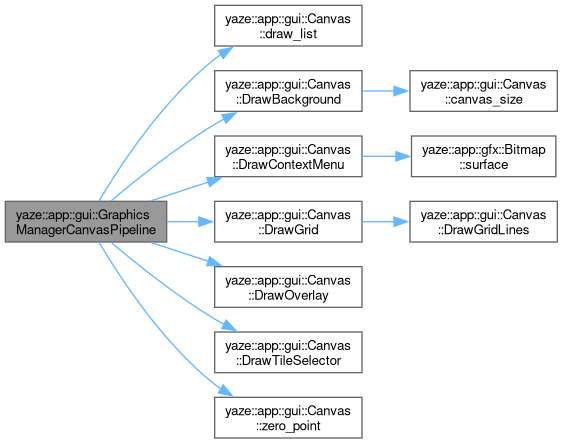 yaze::app::gui::Canvas
::draw_list
yaze::app::gui::Canvas
::DrawBackground
yaze::app::gui::Canvas
::canvas_size
yaze::app::gui::Canvas
::DrawContextMenu
yaze::app::gfx::Bitmap
::surface
yaze::app::gui::Graphics
ManagerCanvasPipeline
yaze::app::gui::Canvas
::DrawGrid
yaze::app::gui::Canvas
::DrawGridLines
yaze::app::gui::Canvas
::DrawOverlay
yaze::app::gui::Canvas
::DrawTileSelector
yaze::app::gui::Canvas
::zero_point